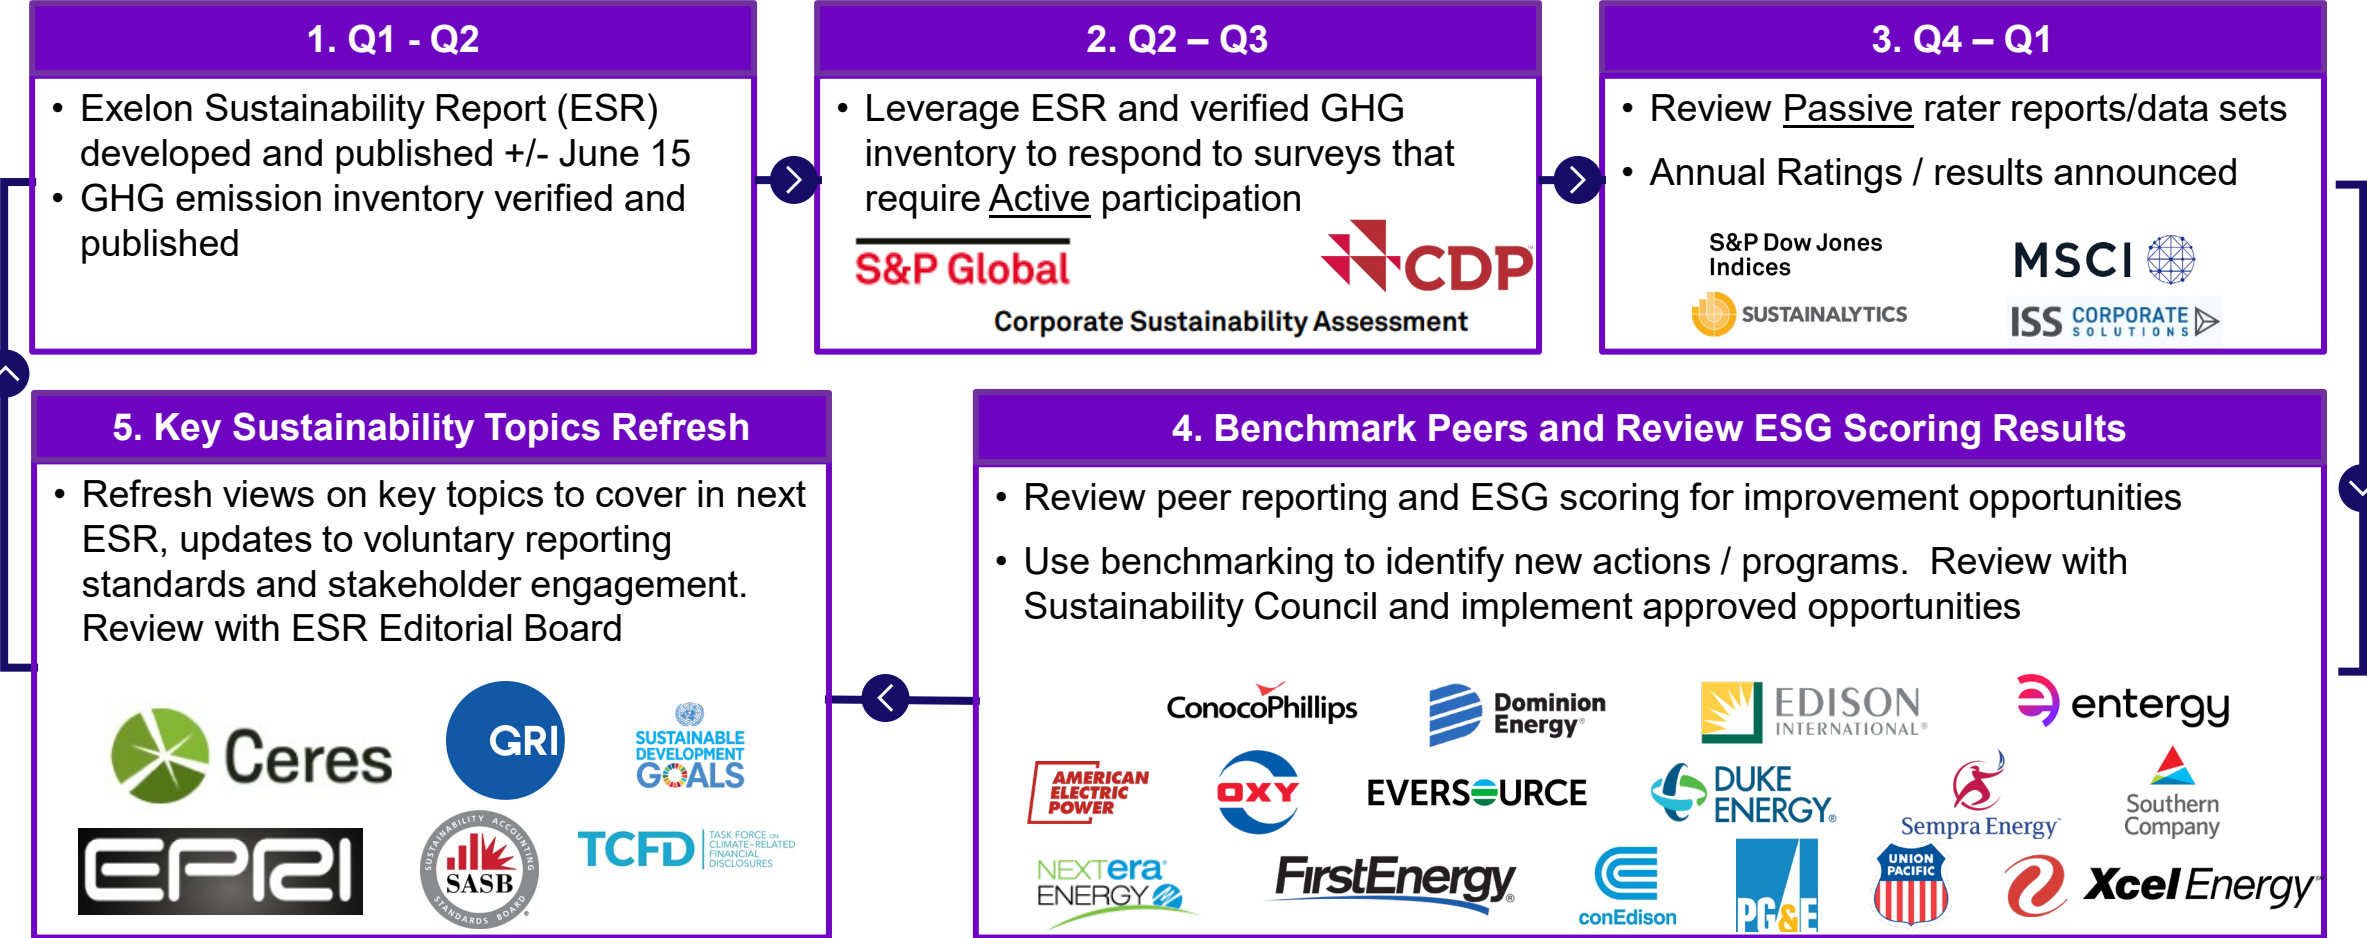 1. Q1 - Q2
• Exelon Sustainability Report (ESR)
developed and published +/- June 15
• GHG emission inventory verified and
published
2. Q2 – Q3
• Leverage ESR and verified GHG
inventory to respond to surveys that
require Active participation
S&P Global
CDP
Corporate Sustainability Assessment
3. Q4 – Q1
• Review Passive rater reports/data sets
• Annual Ratings / results announced
S&P Dow Jones
Indices
MSCI
SUSTAINALYTICS
ISS CORPORATE
SOLUTIONS
4. Benchmark Peers and Review ESG Scoring Results
• Review peer reporting and ESG scoring for improvement opportunities
• Use benchmarking to identify new actions / programs.  Review with
Sustainability Council and implement approved opportunities
ConocoPhillips
Dominion
Energy®
EDISON
INTERNATIONAL®
entergy
AMERICAN
ELECTRIC
POWER
OXY
EVERSOURCE
DUKE
ENERGY®
Sempra Energy
Southern
Company
NEXTera
ENERGY
FirstEnergy®
conEdison
PG&E
UNION
PACIFIC
Xcel Energy
5. Key Sustainability Topics Refresh
• Refresh views on key topics to cover in next
ESR, updates to voluntary reporting
standards and stakeholder engagement.
Review with ESR Editorial Board
Ceres
GRI
SUSTAINABLE
DEVELOPMENT
GOALS
EPRI
SUSTAINABILITY ACCOUNTING
SASB
STANDARDS BOARD
TCFD
TASK FORCE ON
CLIMATE-RELATED
FINANCIAL
DISCLOSURES